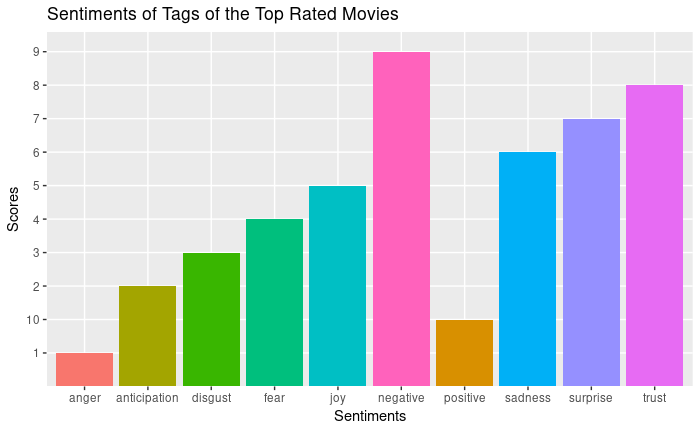 Sentiments of Tags of the Top Rated Movies
Scores
9
8
7
6
5
4
3
2
10
1
anger anticipation disgust fear joy negative positive sadness surprise trust
Sentiments